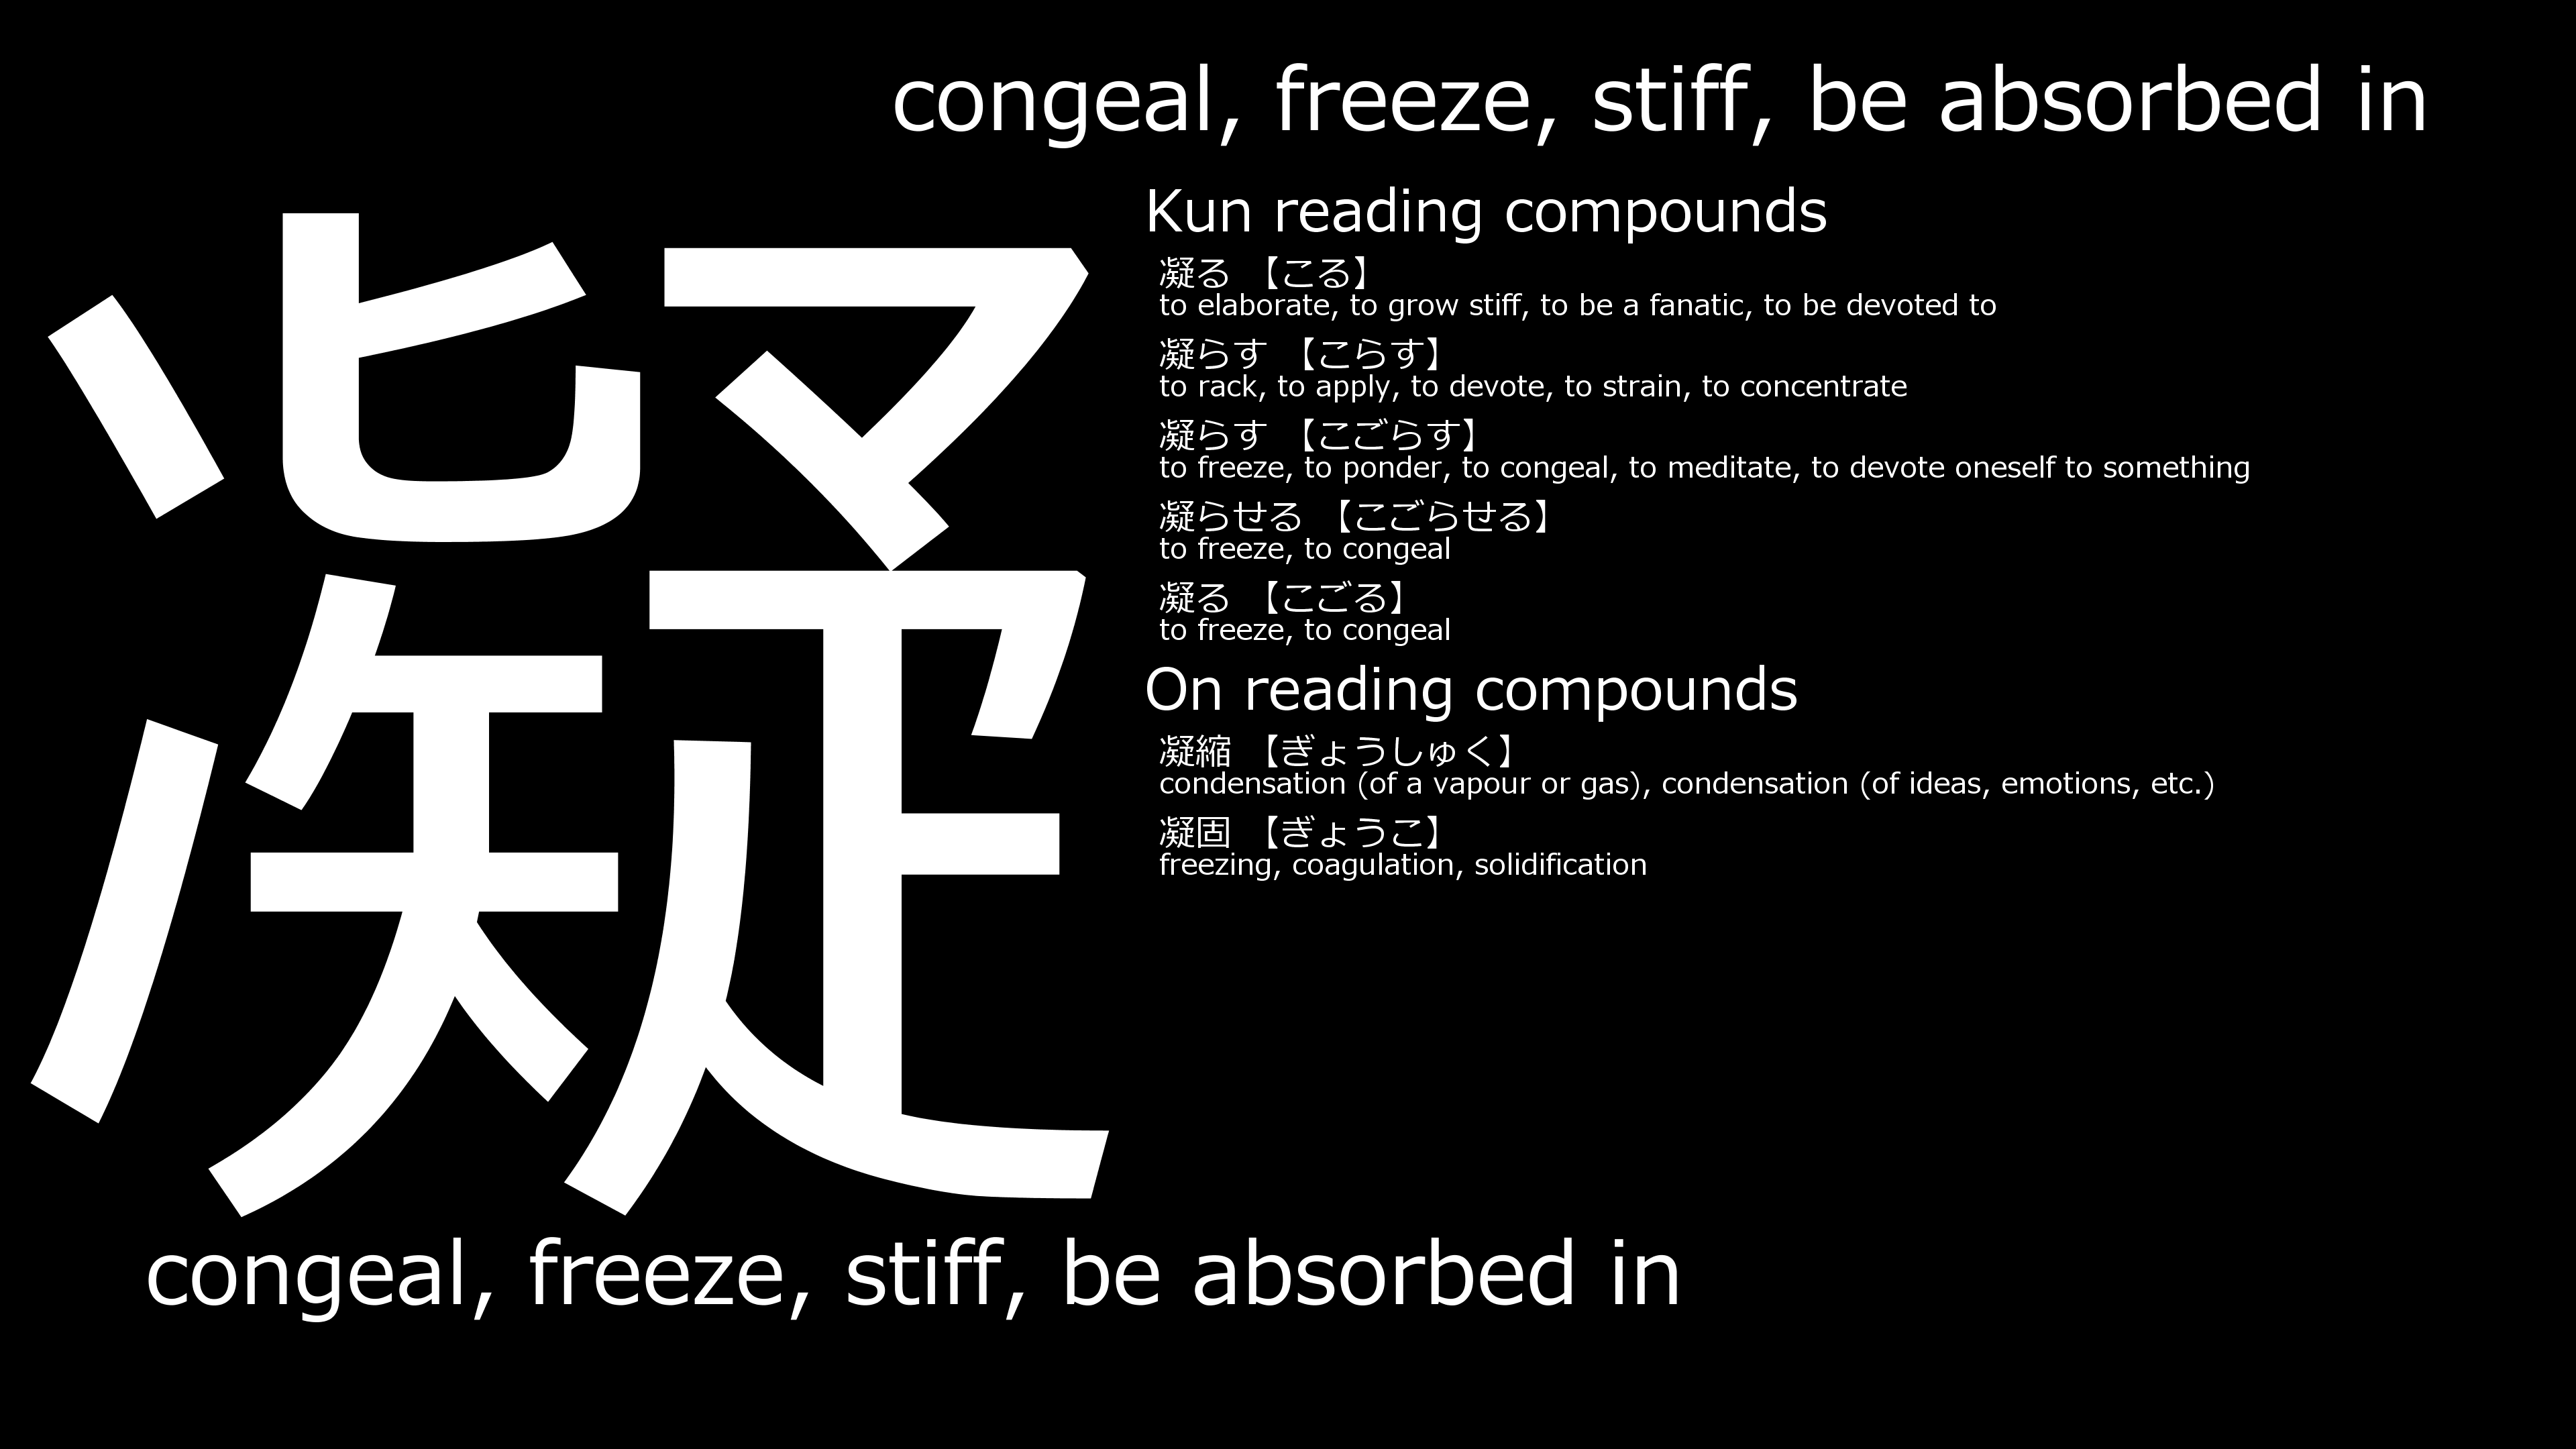 congeal, freeze, stiff, be absorbed in
凝
Kun reading compounds
凝る 【こる】
to elaborate, to grow stiff, to be a fanatic, to be devoted to
凝らす 【こらす】
to rack, to apply, to devote, to strain, to concentrate
凝らす 【こごらす】
to freeze, to ponder, to congeal, to meditate, to devote oneself to something
凝らせる 【こごらせる】
to freeze, to congeal
凝る 【こごる】
to freeze, to congeal
On reading compounds
凝縮 【ぎょうしゅく】
condensation (of a vapour or gas), condensation (of ideas, emotions, etc.)
凝固 【ぎょうこ】
freezing, coagulation, solidification
congeal, freeze, stiff, be absorbed in